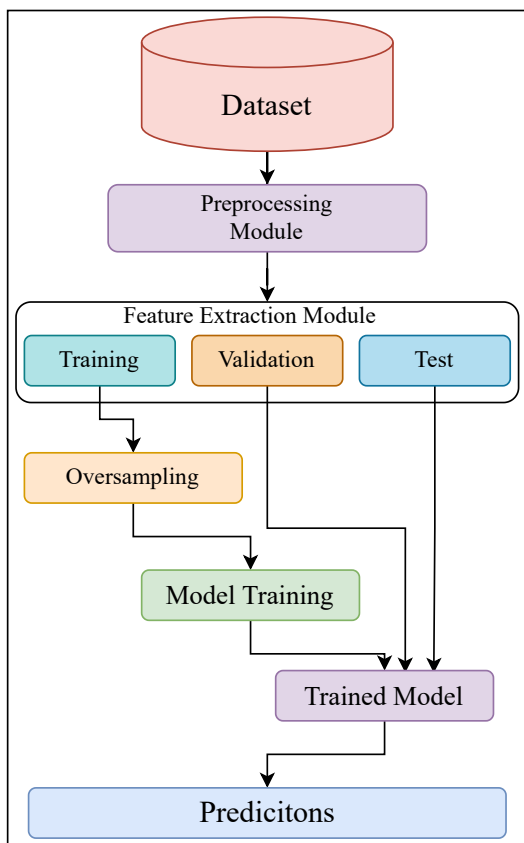 Dataset
Preprocessing
Module
Feature Extraction Module
Training
Validation
Test
Oversampling
Model Training
Trained Model
Predicitons